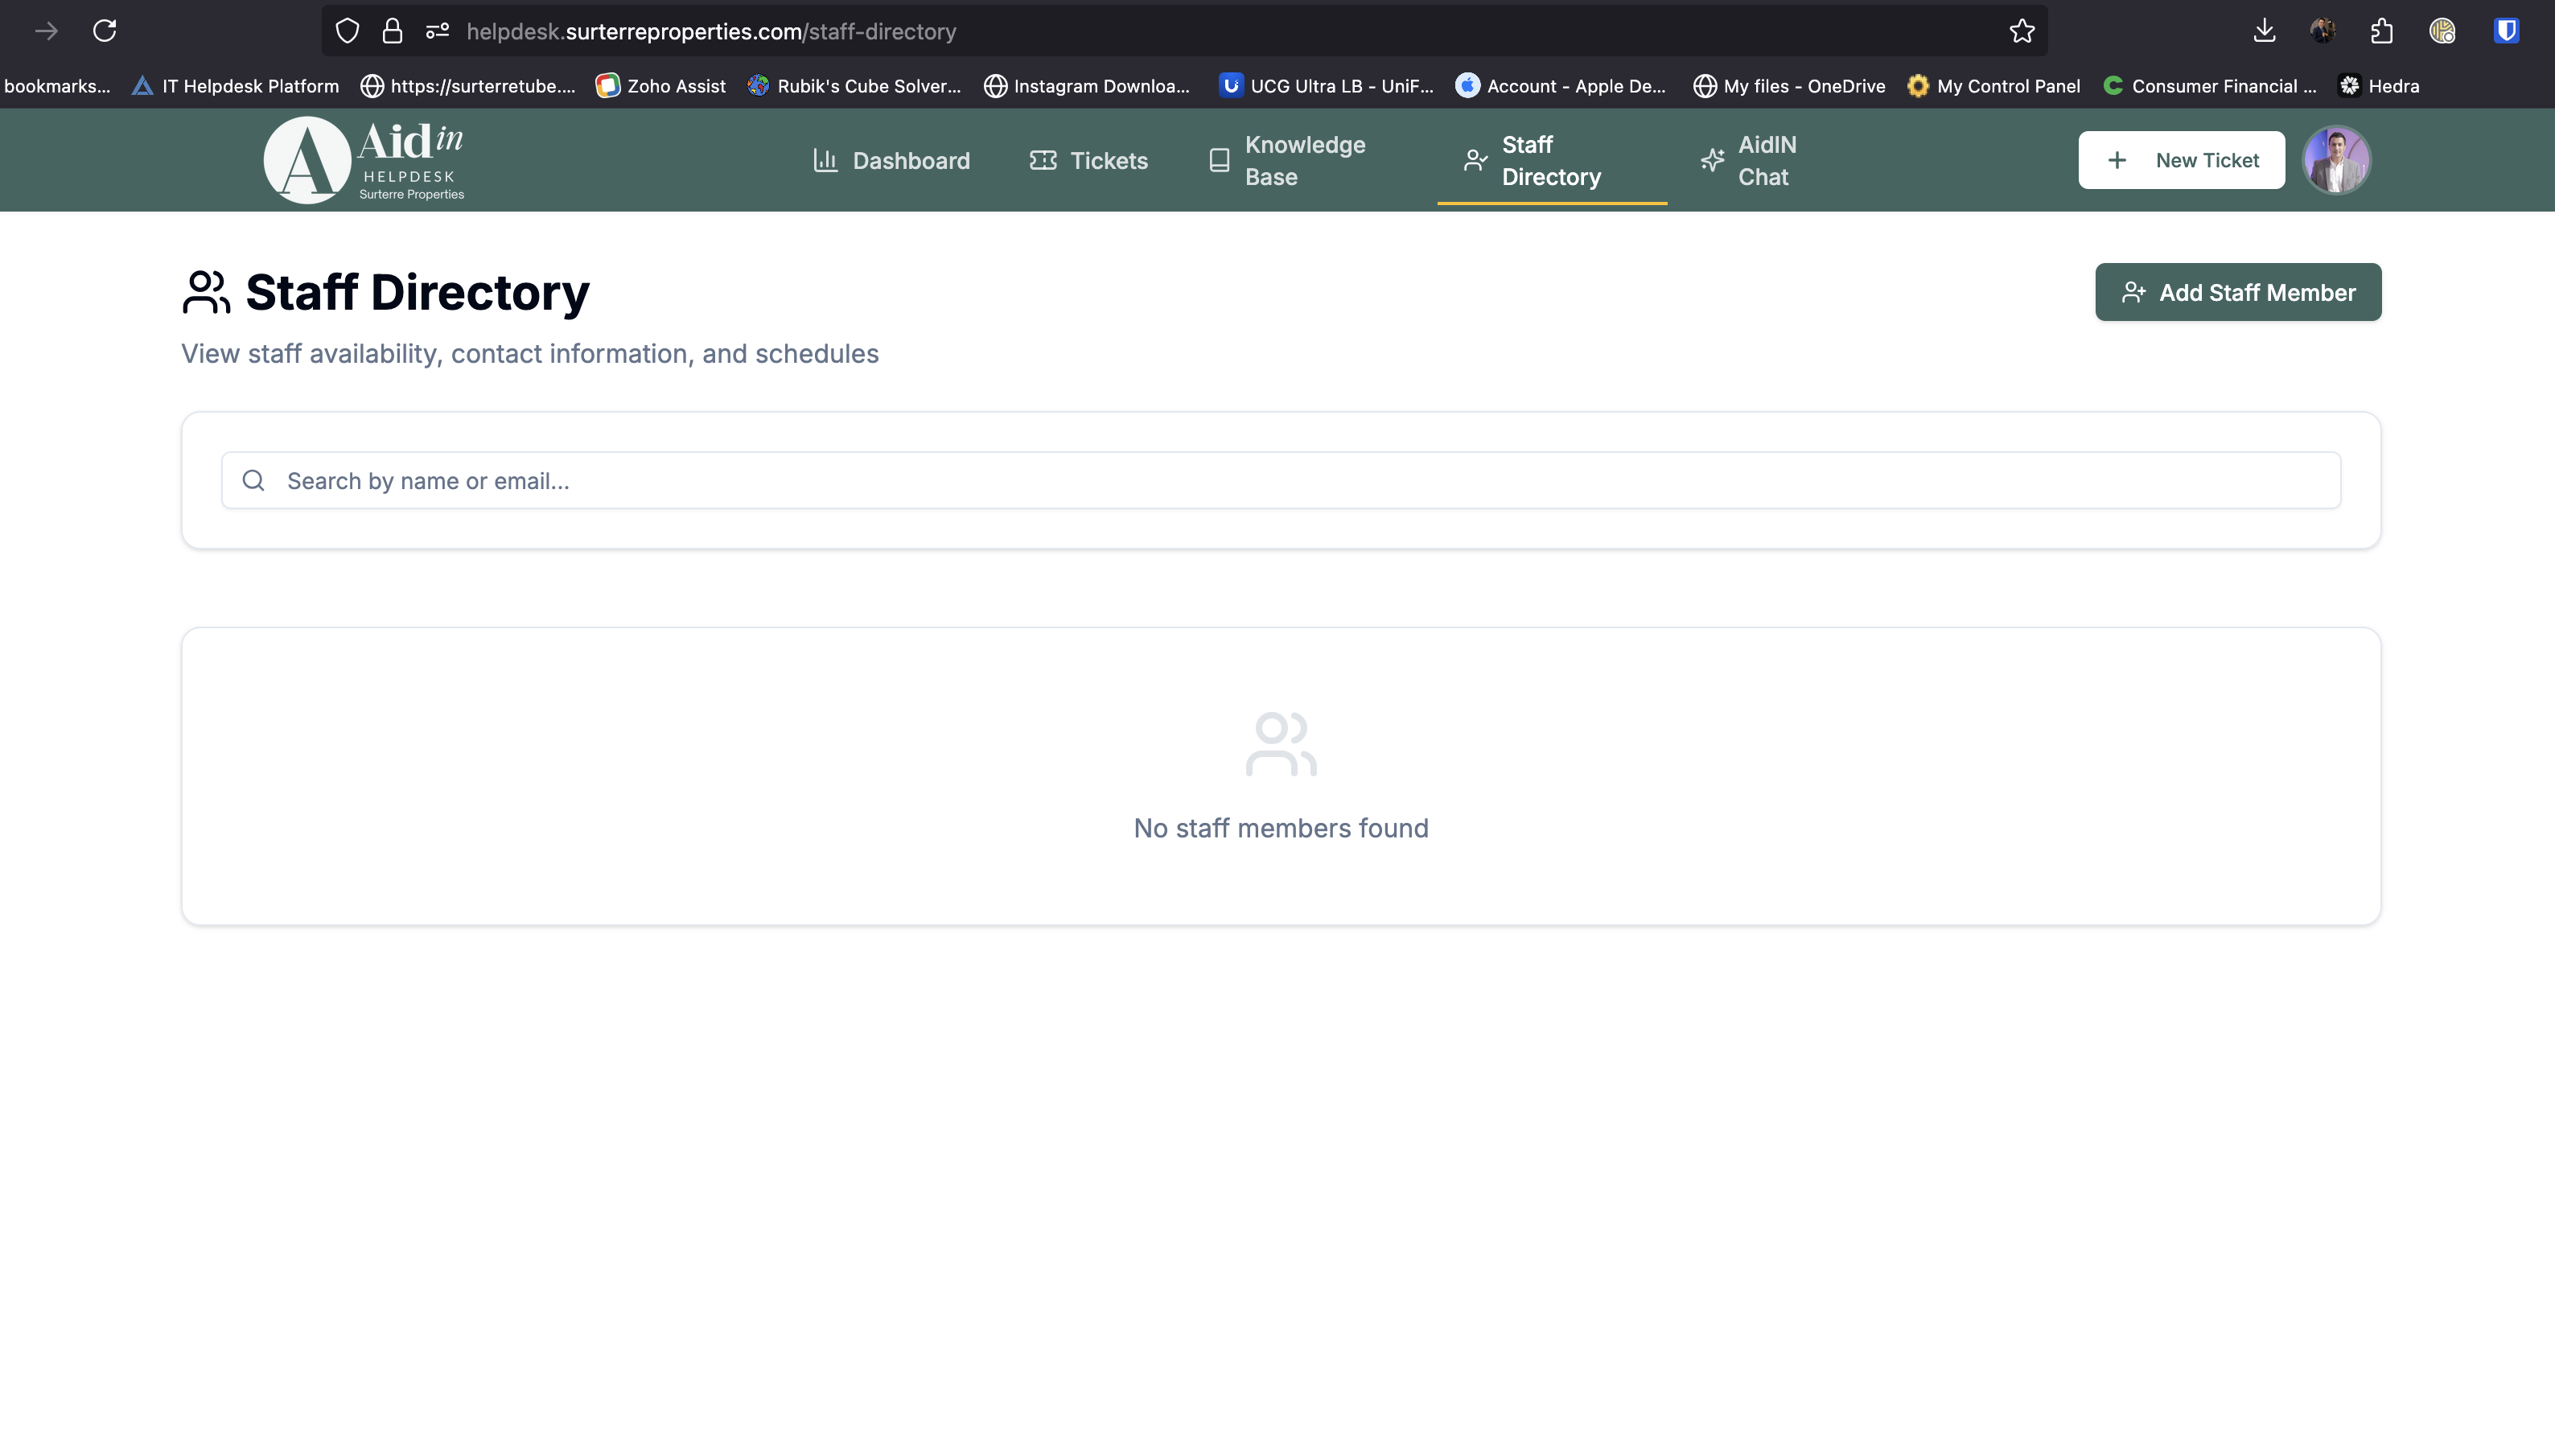 helpdesk.surterreproperties.com/staff-directory
bookmarks... IT Helpdesk Platform https://surterretube.... Zoho Assist Rubik's Cube Solver... Instagram Downloa... UCG Ultra LB - UniF... Account - Apple De... My files - OneDrive My Control Panel Consumer Financial ... Hedra
A
Aid in
HELPDESK
Surterre Properties
Dashboard
Tickets
Knowledge
Base
Staff
Directory
AidIN
Chat
+ New Ticket
Staff Directory
Add Staff Member
View staff availability, contact information, and schedules
Search by name or email...
No staff members found